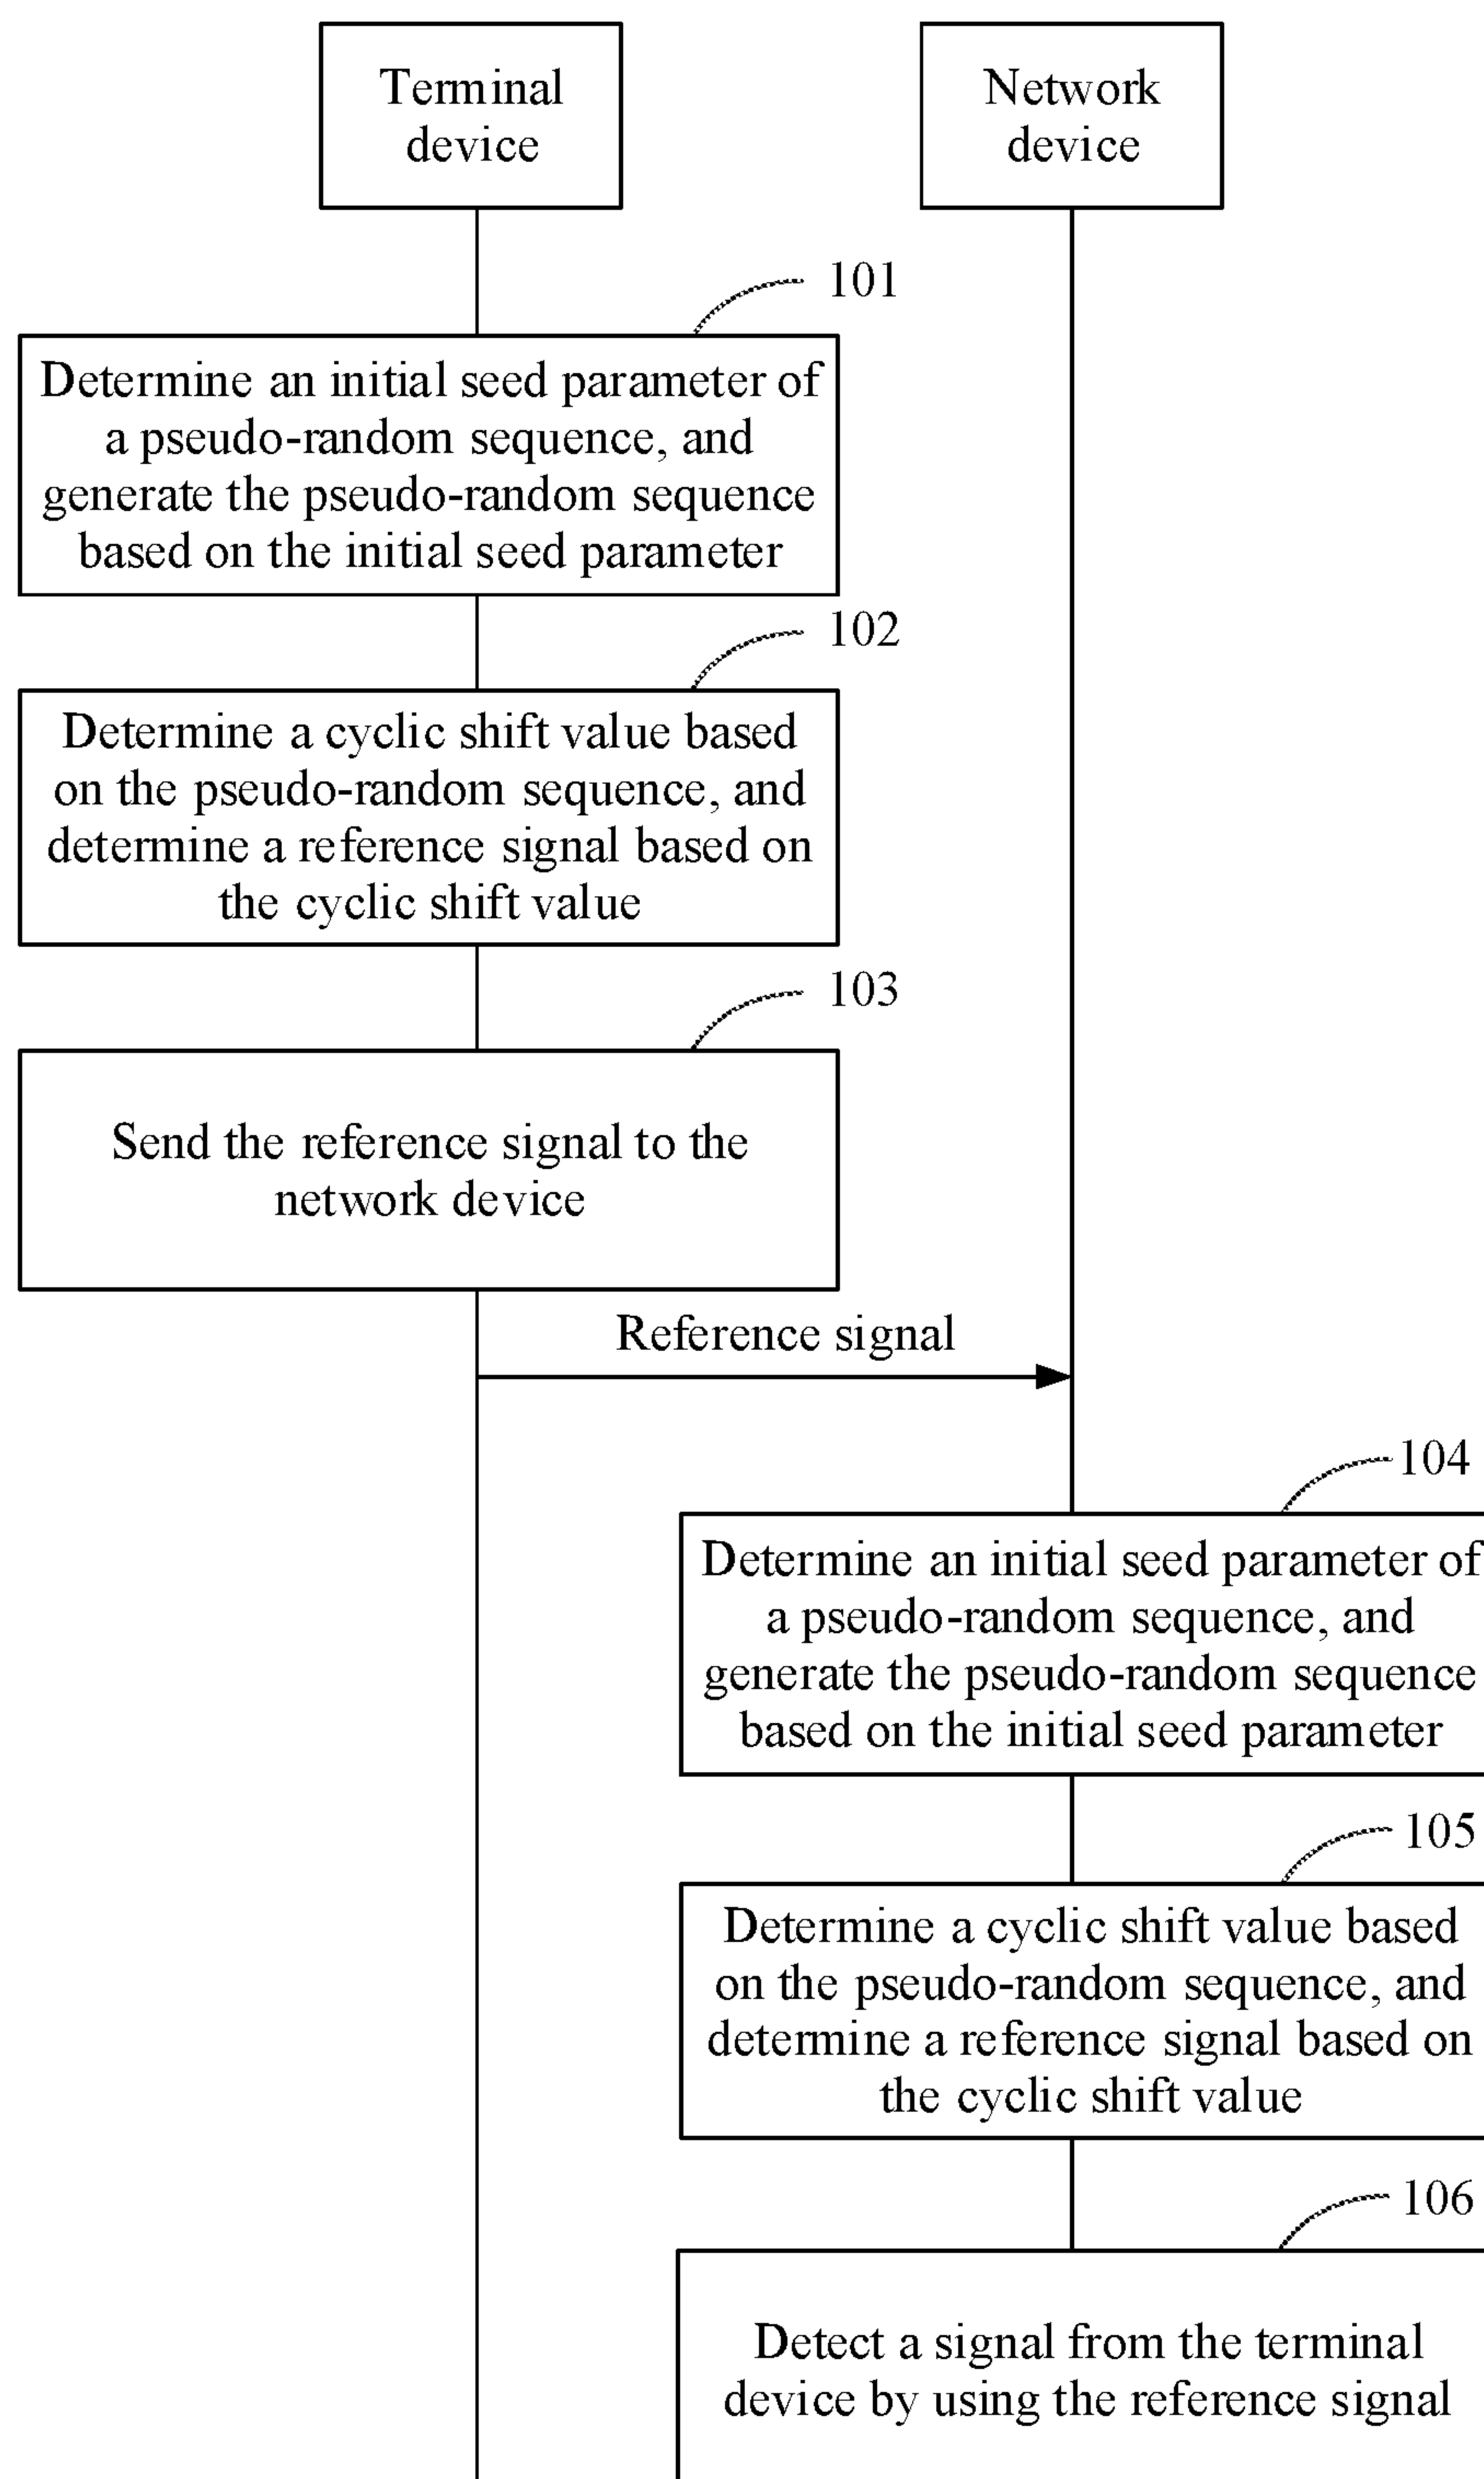 Terminal
device
Network
device
101
Determine an initial seed parameter of
a pseudo-random sequence, and
generate the pseudo-random sequence
based on the initial seed parameter
102
Determine a cyclic shift value based
on the pseudo-random sequence, and
determine a reference signal based on
the cyclic shift value
103
Send the reference signal to the
network device
Reference signal
104
Determine an initial seed parameter of
a pseudo-random sequence, and
generate the pseudo-random sequence
based on the initial seed parameter
105
Determine a cyclic shift value based
on the pseudo-random sequence, and
determine a reference signal based on
the cyclic shift value
106
Detect a signal from the terminal
device by using the reference signal